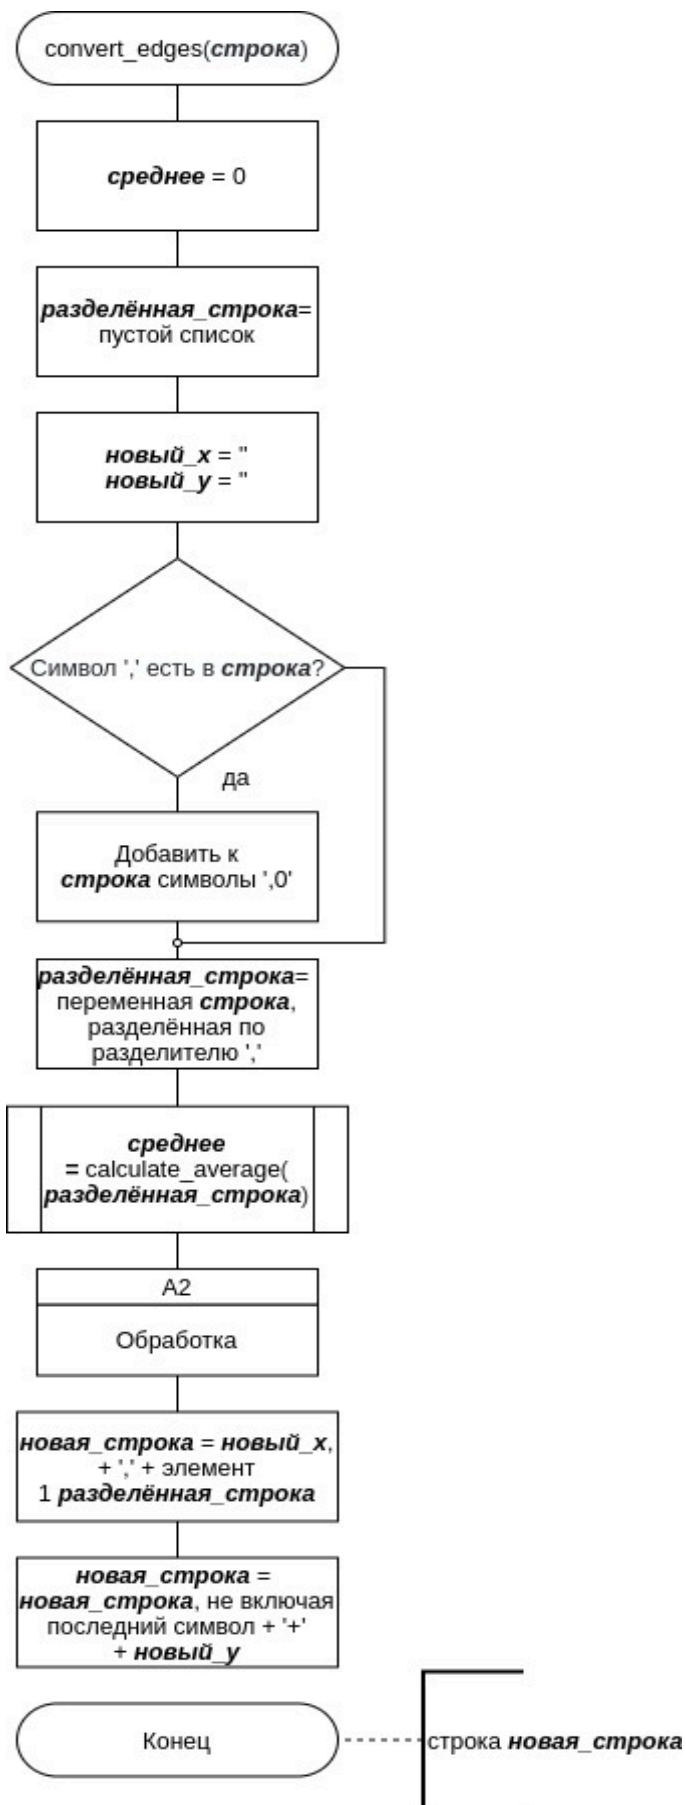 convert_edges(строка)
среднее = 0
разделённая_строка=
пустой список
новый_x = "
новый_y = "
Символ ',' есть в строка?
да
Добавить к
строка символы ',0'
разделённая_строка=
переменная строка,
разделённая по
разделителю ','
среднее
= calculate_average(
разделённая_строка)
A2
Обработка
новая_строка = новый_x,
+ ',' + элемент
1 разделённая_строка
новая_строка =
новая_строка, не включая
последний символ + '+'
+ новый_y
Конец
строка новая_строка